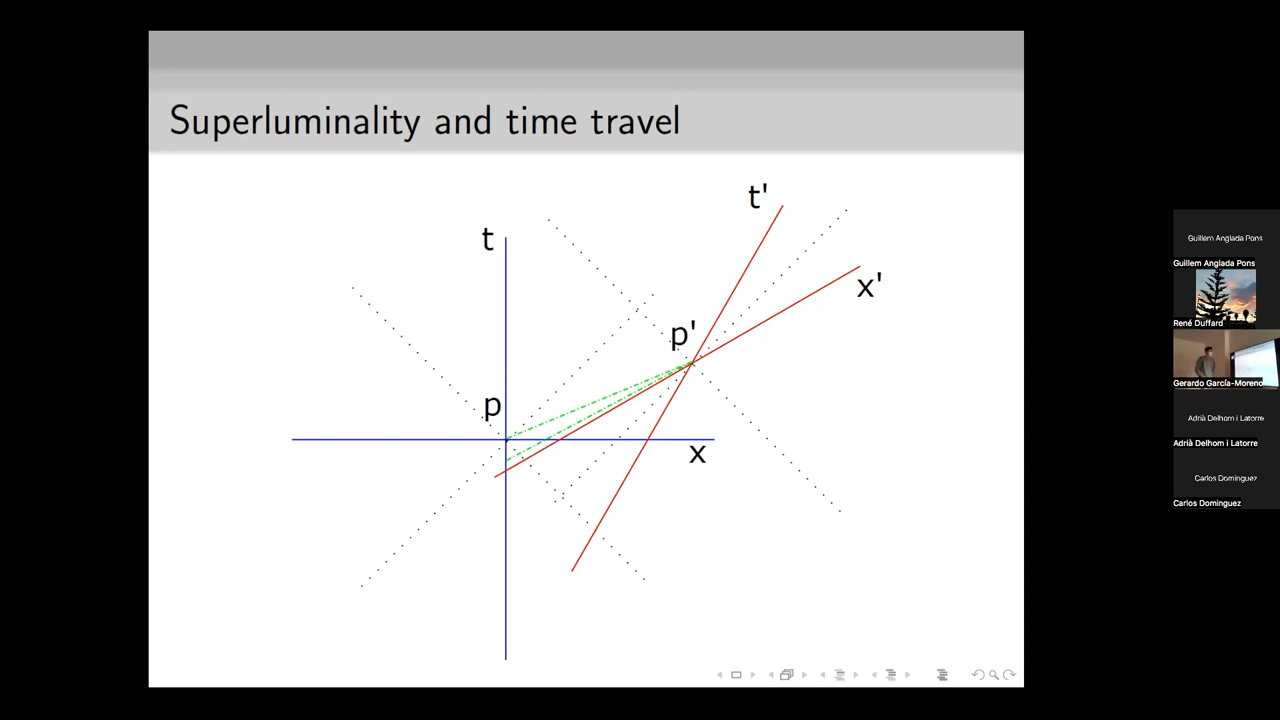 Superluminality and time travel
t'
t
x'
p'
p
x
Guillem Anglada Pons
Guillem Anglada Pons
René Duffard
Gerardo García-Moreno
Adrià Delhom i Latorre
Adrià Delhom i Latorre
Carlos Dominguez
Carlos Dominguez